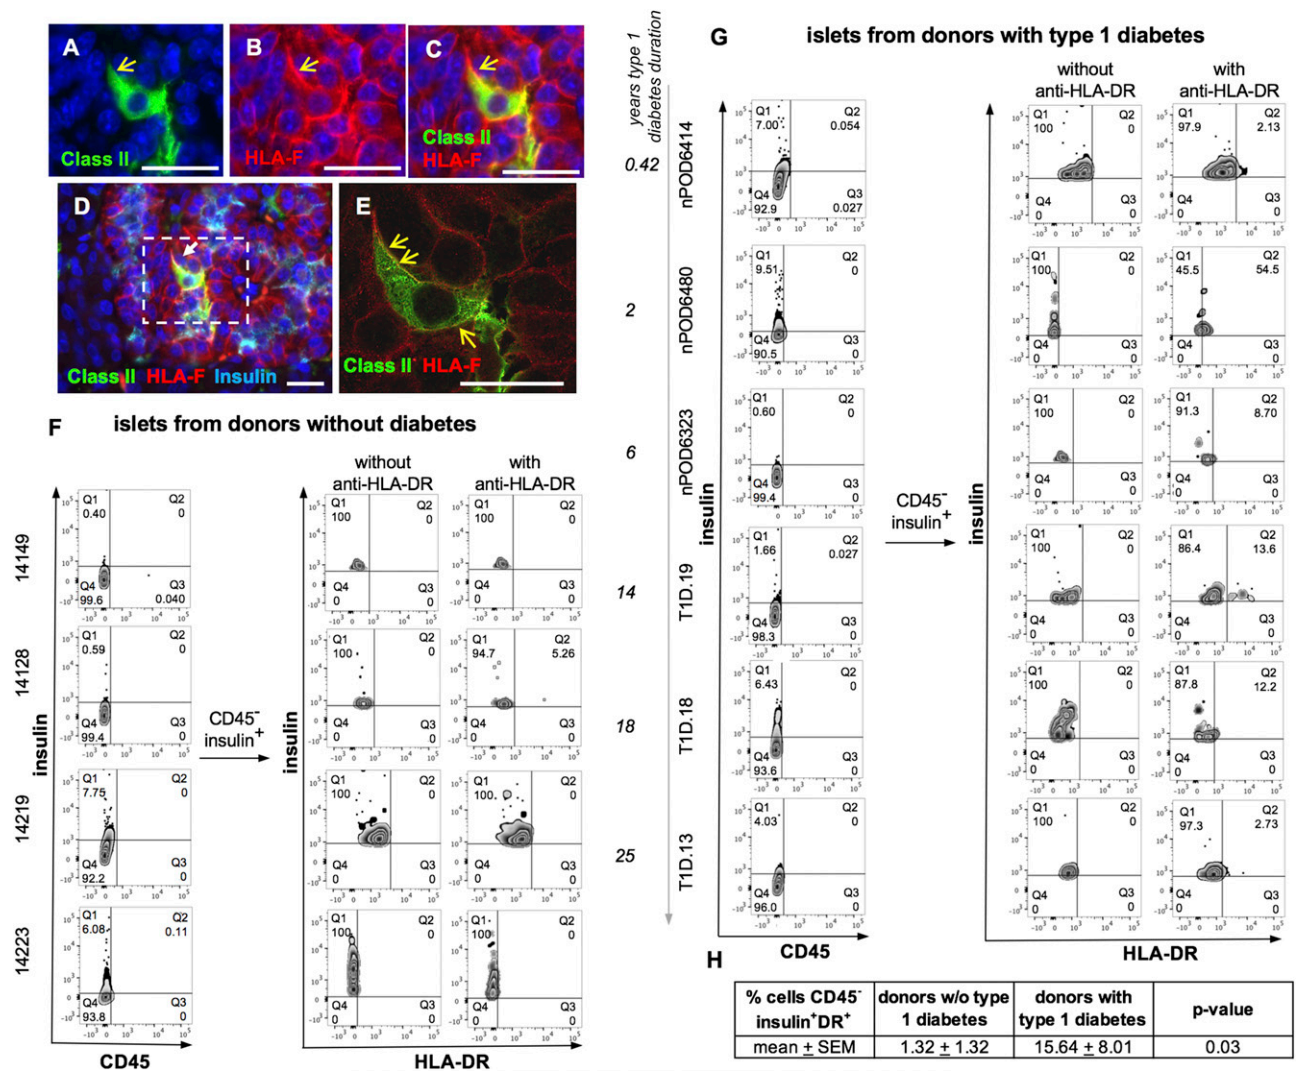 A
Class II
B
HLA-F
C
Class II
HLA-F
D
Class II HLA-F Insulin
E
Class II HLA-F
F islets from donors without diabetes
without
anti-HLA-DR
with
anti-HLA-DR
14149
Q1
0.40
Q2
0
Q4
99.6
Q3
0.040
Q1
100
Q2
0
Q4
0
Q3
0
Q1
100
Q2
0
Q4
0
Q3
0
14128
Q1
0.59
Q2
0
Q4
99.4
Q3
0
Q1
100
Q2
0
Q4
0
Q3
0
Q1
94.7
Q2
5.26
Q4
0
Q3
0
CD45-
insulin+
14219
Q1
7.75
Q2
0
Q4
92.2
Q3
0
Q1
100
Q2
0
Q4
0
Q3
0
Q1
100
Q2
0
Q4
0
Q3
0
14223
Q1
6.08
Q2
0.11
Q4
93.8
Q3
0
Q1
100
Q2
0
Q4
0
Q3
0
Q1
100
Q2
0
Q4
0
Q3
0
insulin
insulin
CD45
HLA-DR
years type 1
diabetes duration
0.42
2
6
14
18
25
G islets from donors with type 1 diabetes
without
anti-HLA-DR
with
anti-HLA-DR
nPOD6414
Q1
7.00
Q2
0.054
Q4
92.9
Q3
0.027
Q1
100
Q2
0
Q4
0
Q3
0
Q1
97.9
Q2
2.13
Q4
0
Q3
0
nPOD6480
Q1
9.51
Q2
0
Q4
90.5
Q3
0
Q1
100
Q2
0
Q4
0
Q3
0
Q1
45.5
Q2
54.5
Q4
0
Q3
0
nPOD6323
Q1
0.60
Q2
0
Q4
99.4
Q3
0
Q1
100
Q2
0
Q4
0
Q3
0
Q1
91.3
Q2
8.70
Q4
0
Q3
0
CD45-
insulin+
T1D.19
Q1
1.66
Q2
0.027
Q4
98.3
Q3
0
Q1
100
Q2
0
Q4
0
Q3
0
Q1
86.4
Q2
13.6
Q4
0
Q3
0
T1D.18
Q1
6.43
Q2
0
Q4
93.6
Q3
0
Q1
100
Q2
0
Q4
0
Q3
0
Q1
87.8
Q2
12.2
Q4
0
Q3
0
T1D.13
Q1
4.03
Q2
0
Q4
96.0
Q3
0
Q1
100
Q2
0
Q4
0
Q3
0
Q1
97.3
Q2
2.73
Q4
0
Q3
0
insulin
insulin
CD45
HLA-DR
H
% cells CD45-
insulin+DR+
donors w/o type
1 diabetes
donors with
type 1 diabetes
p-value
mean ± SEM
1.32 ± 1.32
15.64 ± 8.01
0.03